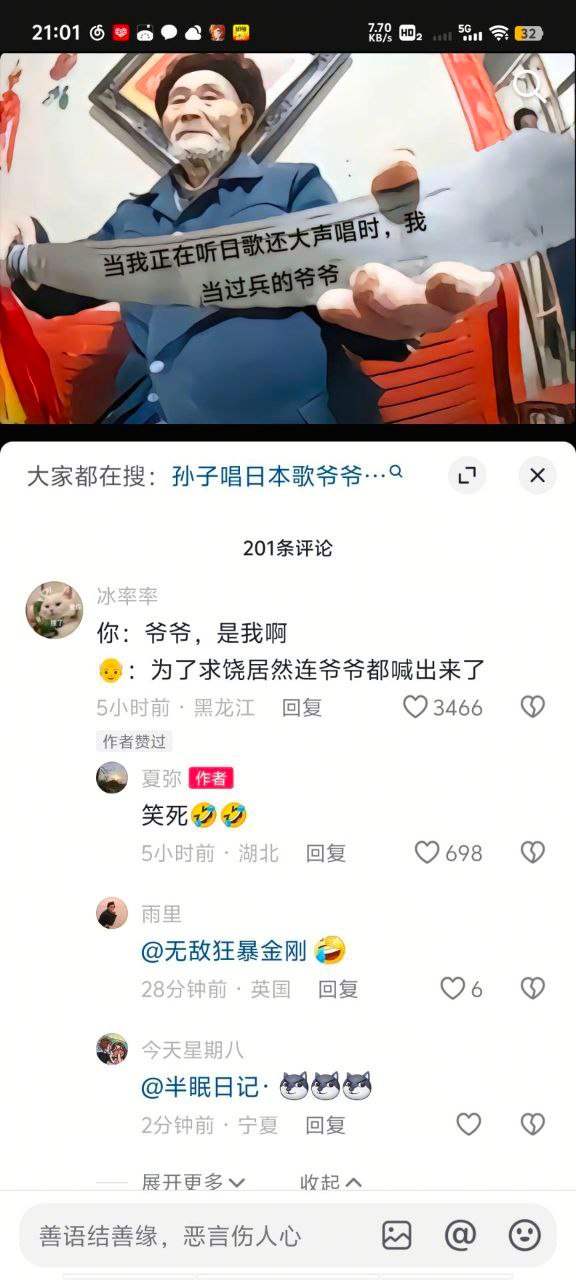 21:01
7.70
KB/s
HD2
5G
32
当我正在听日歌还大声唱时，我
当过兵的爷爷
大家都在搜：孙子唱日本歌爷爷…
201条评论
冰率率
你：爷爷，是我啊
👴：为了求饶居然连爷爷都喊出来了
5小时前 · 黑龙江 回复 3466
作者赞过
夏弥 作者
笑死🤣🤣
5小时前 · 湖北 回复 698
雨里
@无敌狂暴金刚 😂
28分钟前 · 英国 回复 6
今天星期八
@半眠日记· 🐺🐺🐺
2分钟前 · 宁夏 回复
展开更多 收起
善语结善缘，恶言伤人心